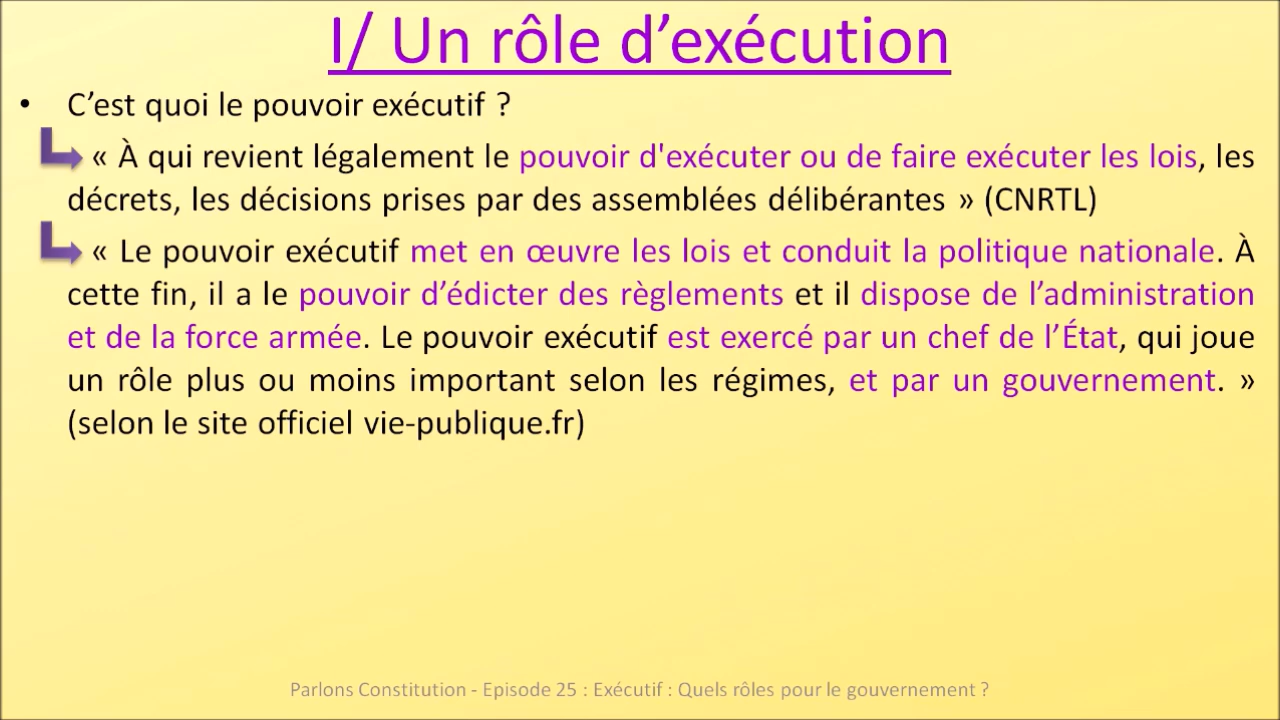 I/ Un rôle d’exécution
• C’est quoi le pouvoir exécutif ?
« À qui revient légalement le pouvoir d'exécuter ou de faire exécuter les lois, les
décrets, les décisions prises par des assemblées délibérantes » (CNRTL)
« Le pouvoir exécutif met en œuvre les lois et conduit la politique nationale. À
cette fin, il a le pouvoir d’édicter des règlements et il dispose de l’administration
et de la force armée. Le pouvoir exécutif est exercé par un chef de l’État, qui joue
un rôle plus ou moins important selon les régimes, et par un gouvernement. »
(selon le site officiel vie-publique.fr)
Parlons Constitution - Episode 25 : Exécutif : Quels rôles pour le gouvernement ?